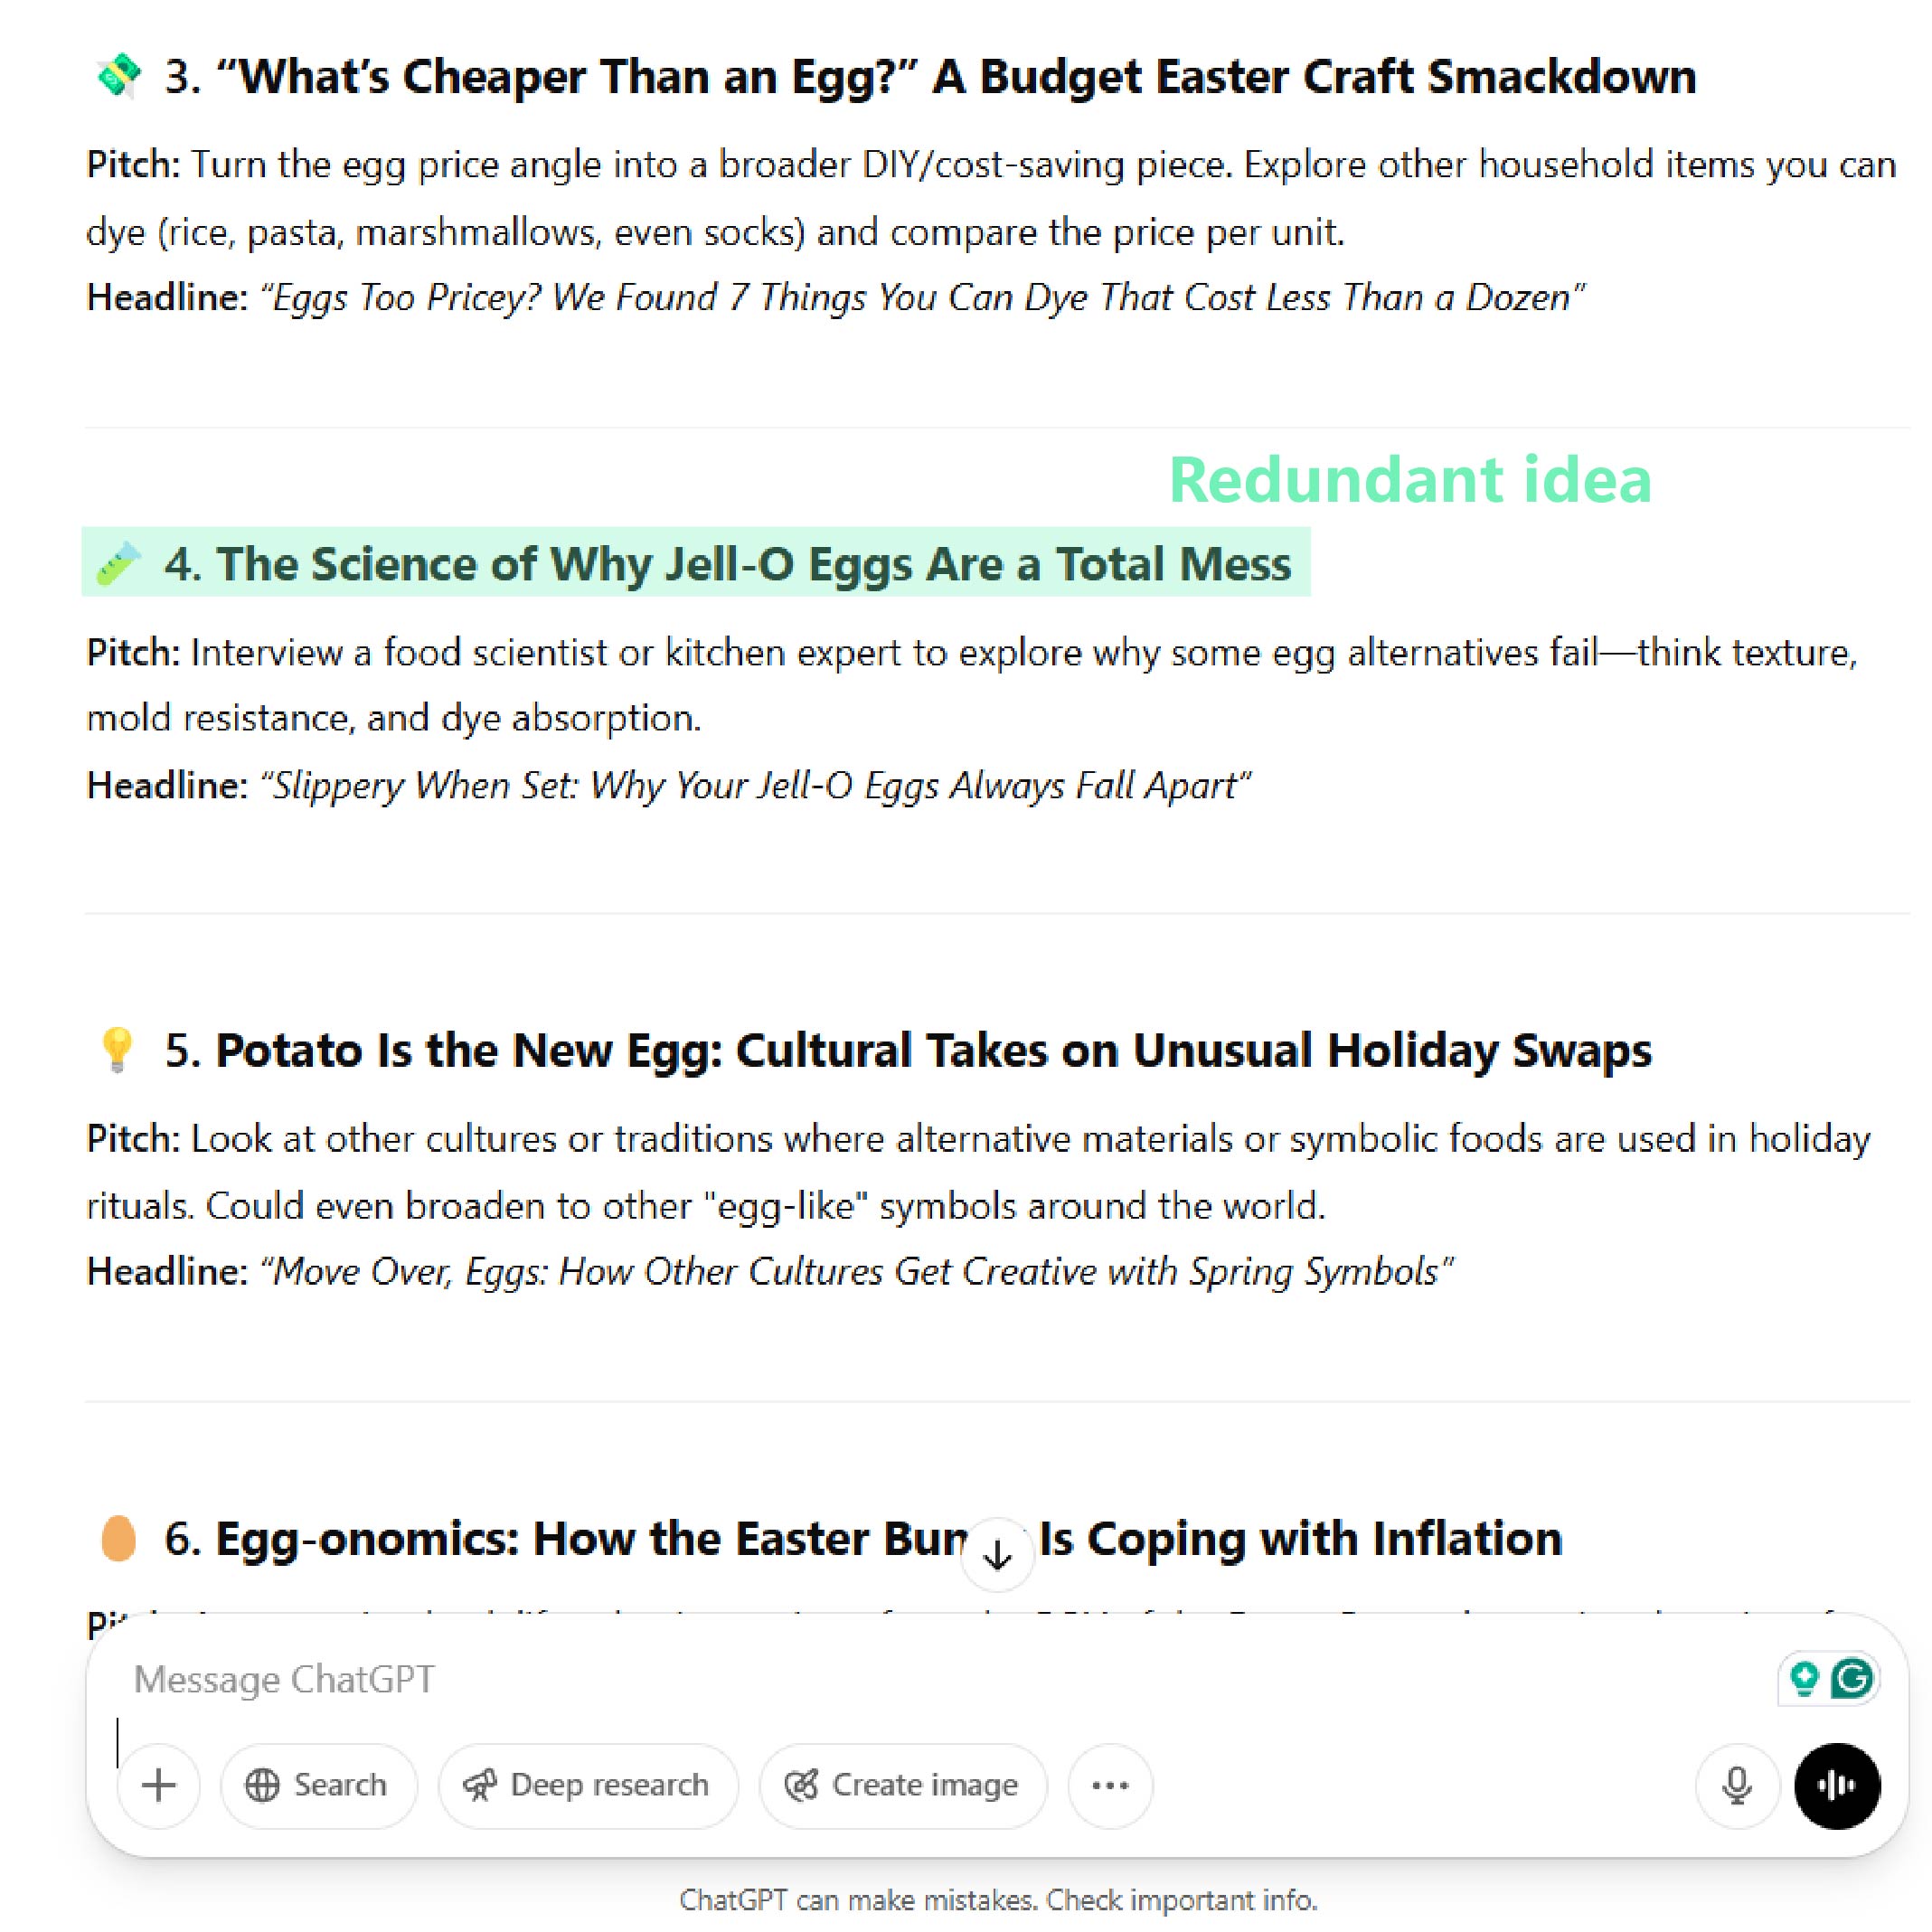 3. “What’s Cheaper Than an Egg?” A Budget Easter Craft Smackdown
Pitch: Turn the egg price angle into a broader DIY/cost-saving piece. Explore other household items you can
dye (rice, pasta, marshmallows, even socks) and compare the price per unit.
Headline: “Eggs Too Pricey? We Found 7 Things You Can Dye That Cost Less Than a Dozen”
Redundant idea
4. The Science of Why Jell-O Eggs Are a Total Mess
Pitch: Interview a food scientist or kitchen expert to explore why some egg alternatives fail—think texture,
mold resistance, and dye absorption.
Headline: “Slippery When Set: Why Your Jell-O Eggs Always Fall Apart”
5. Potato Is the New Egg: Cultural Takes on Unusual Holiday Swaps
Pitch: Look at other cultures or traditions where alternative materials or symbolic foods are used in holiday
rituals. Could even broaden to other "egg-like" symbols around the world.
Headline: “Move Over, Eggs: How Other Cultures Get Creative with Spring Symbols”
6. Egg-onomics: How the Easter Is Coping with Inflation
Message ChatGPT
Search Deep research Create image
ChatGPT can make mistakes. Check important info.